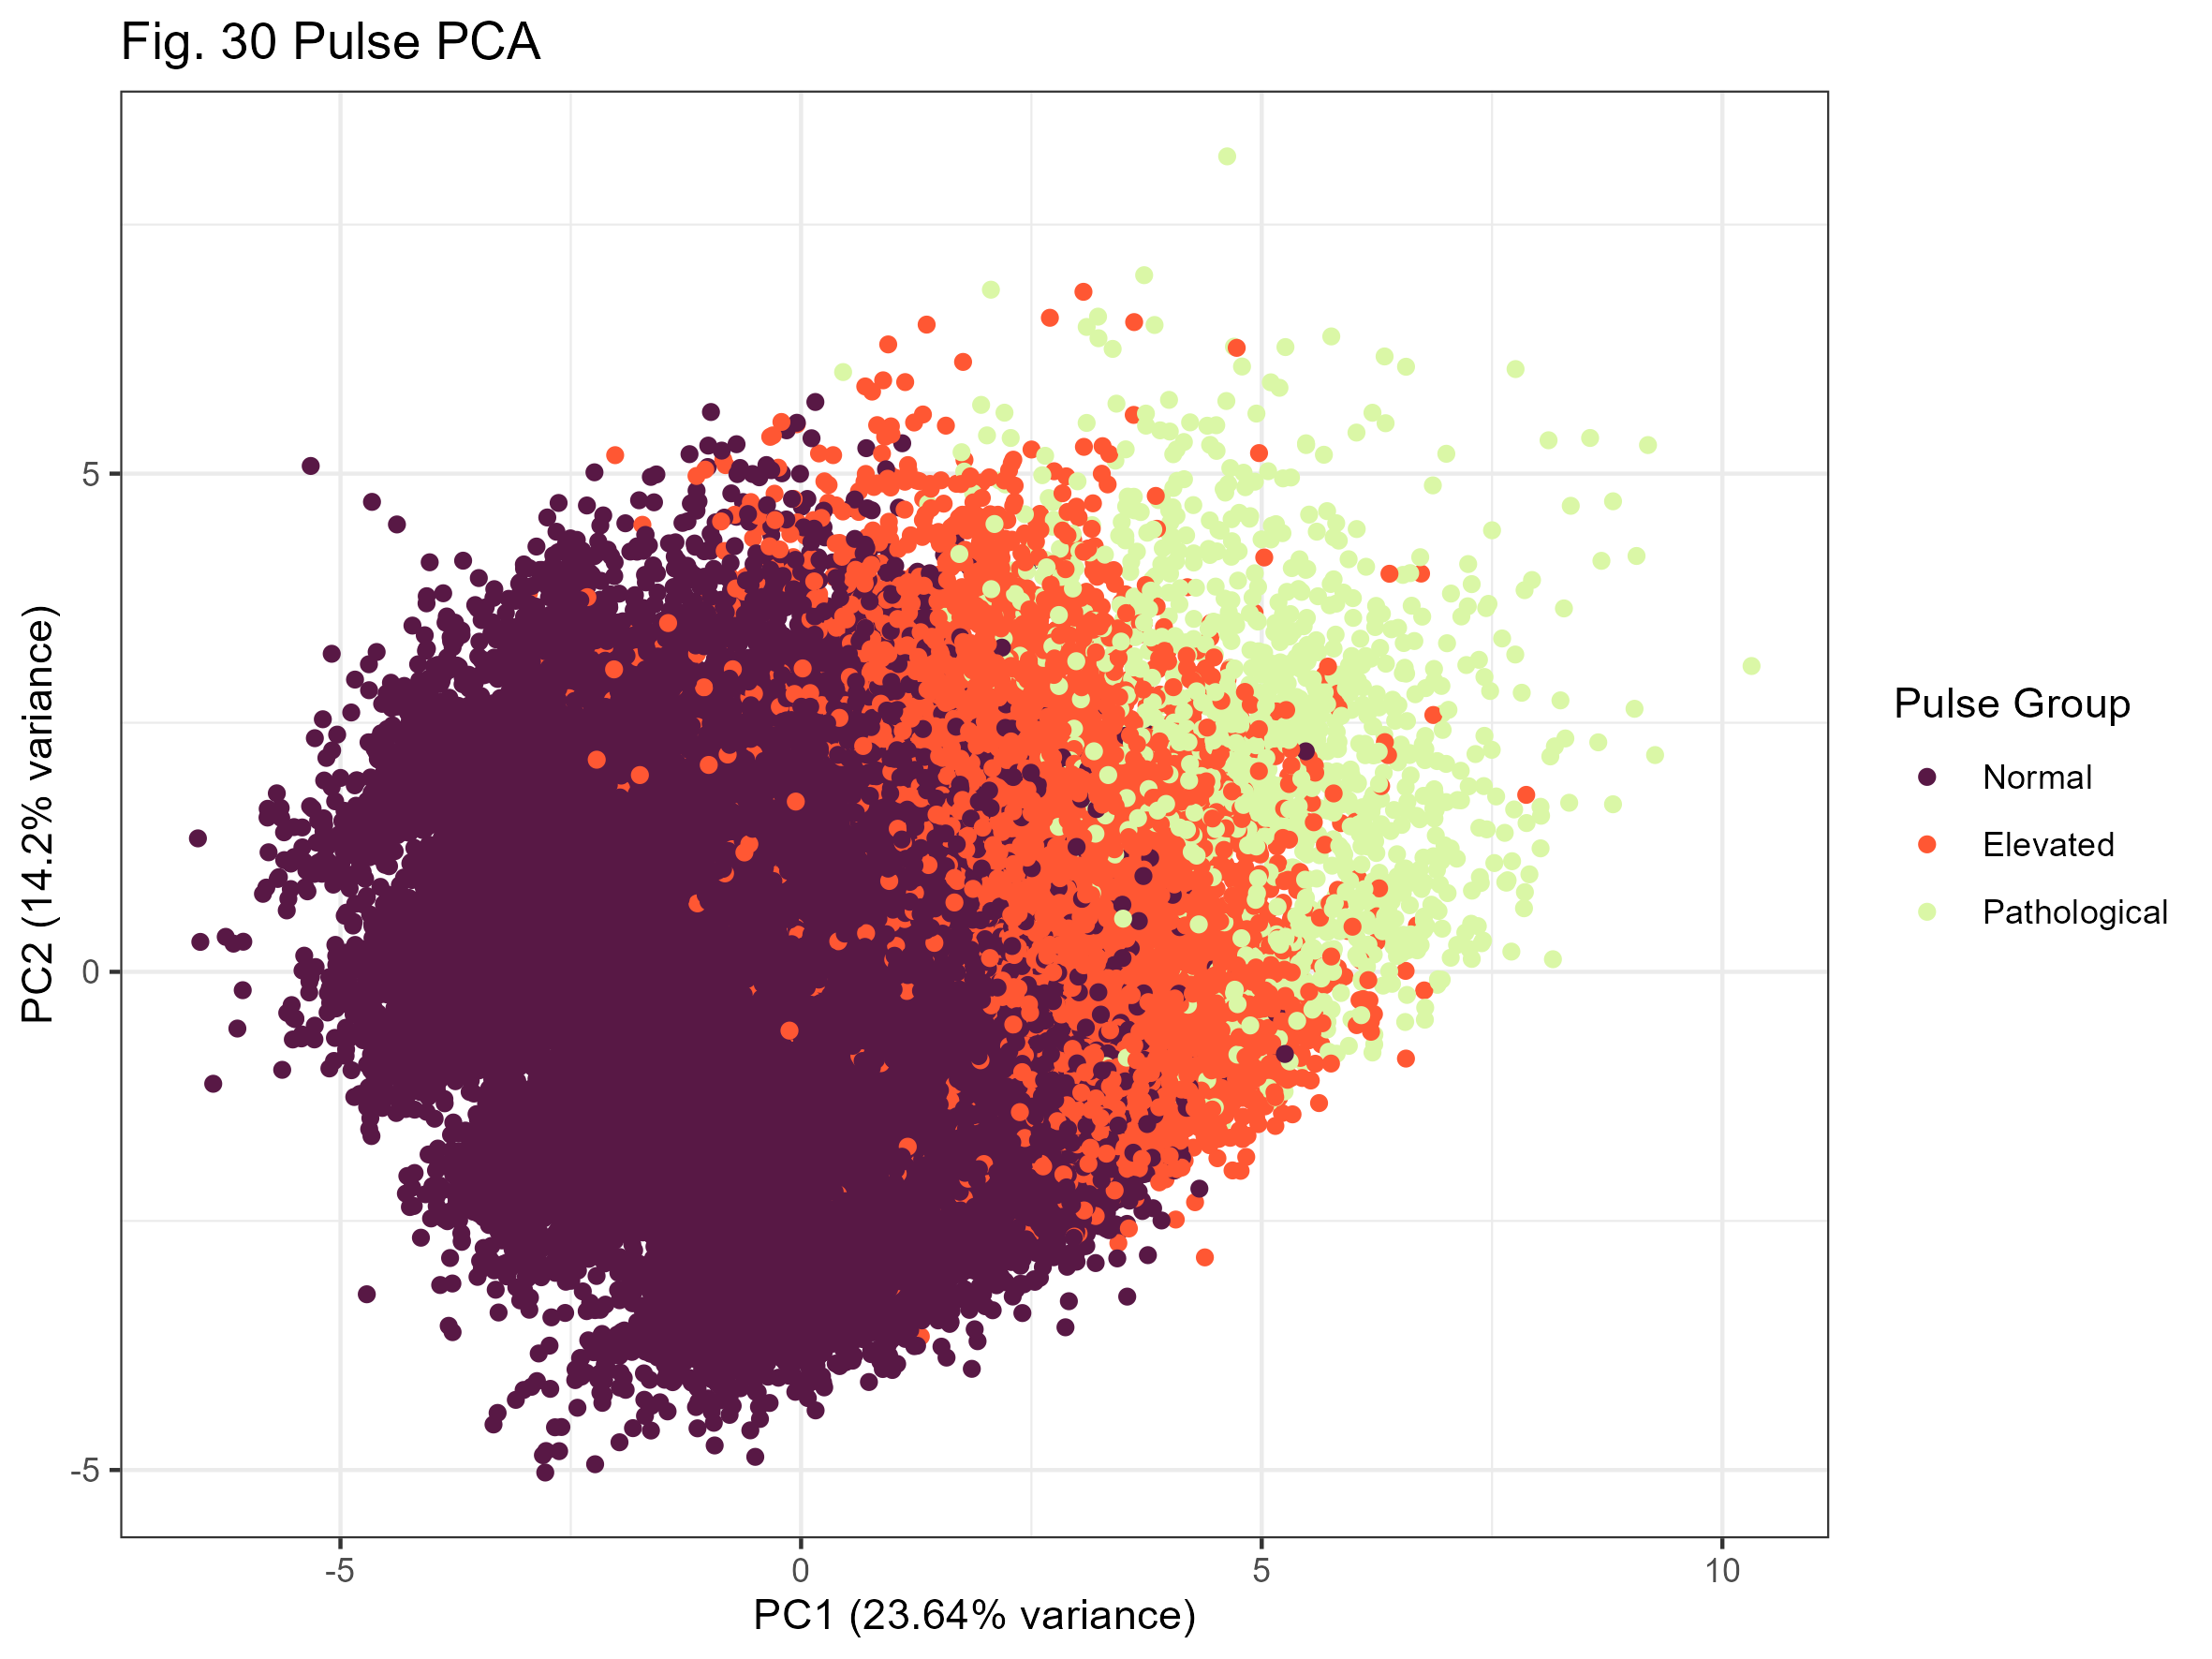 Fig. 30 Pulse PCA
PC2 (14.2% variance)
5
0
-5
-5
0
5
10
PC1 (23.64% variance)
Pulse Group
Normal
Elevated
Pathological